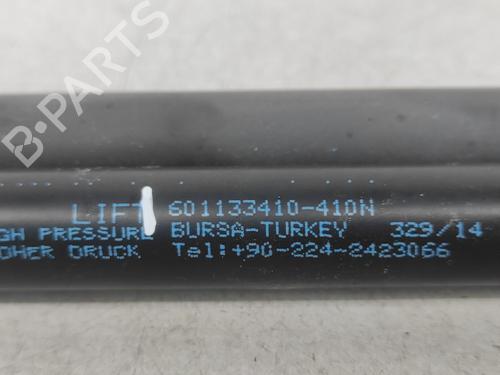 LIFT 601133410-410N
GH PRESSURE BURSA-TURKEY 329/14
OHER DRUCK Tel:+90-224-2423066
B-PARTS